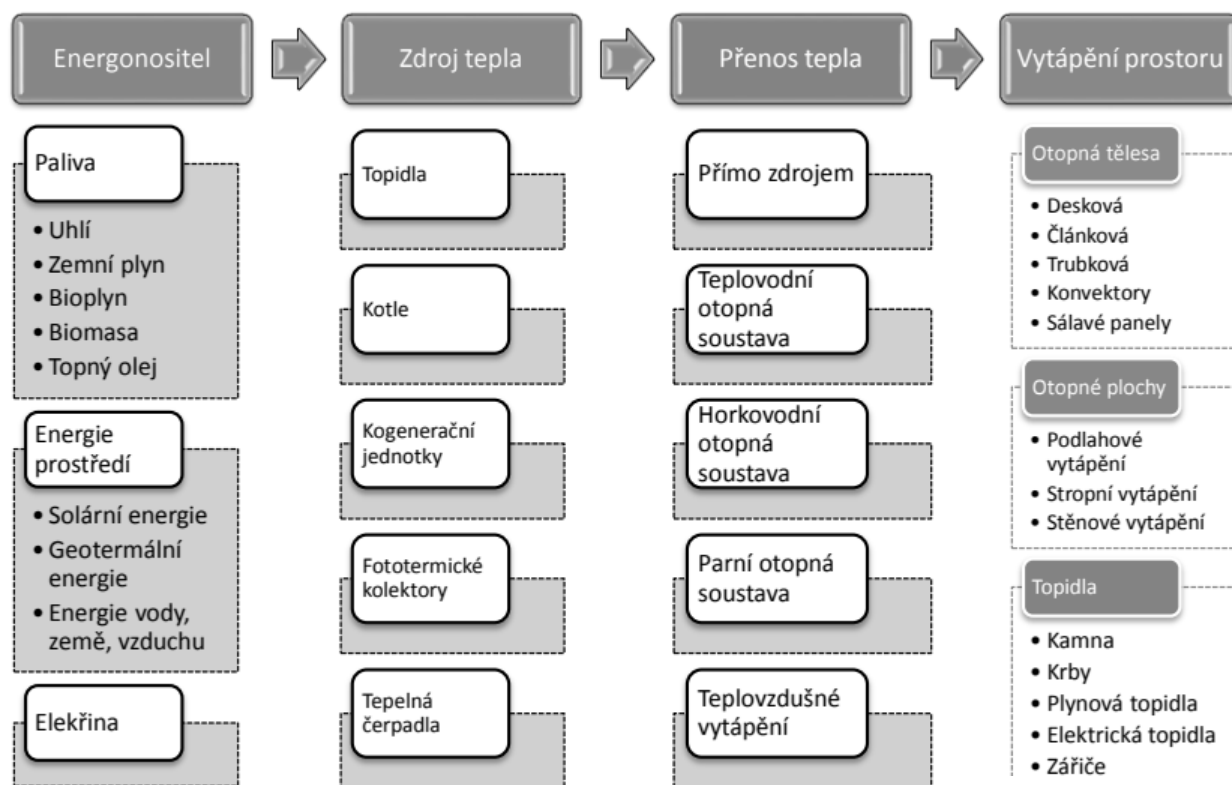 Energonositel
Zdroj tepla
Přenos tepla
Vytápění prostoru
Paliva
• Uhlí
• Zemní plyn
• Bioplyn
• Biomasa
• Topný olej
Energie
prostředí
• Solární energie
• Geotermální
energie
• Energie vody,
země, vzduchu
Elekřina
Topidla
Kotle
Kogenerační
jednotky
Fototermické
kolektory
Tepelná
čerpadla
Přímo zdrojem
Teplovodní
otopná
soustava
Horkovodní
otopná
soustava
Parní otopná
soustava
Teplovzdušné
vytápění
Otopná tělesa
• Desková
• Článková
• Trubková
• Konvektory
• Sálavé panely
Otopné plochy
• Podlahové
vytápění
• Stropní vytápění
• Stěnové vytápění
Topidla
• Kamna
• Krby
• Plynová topidla
• Elektrická topidla
• Zářiče